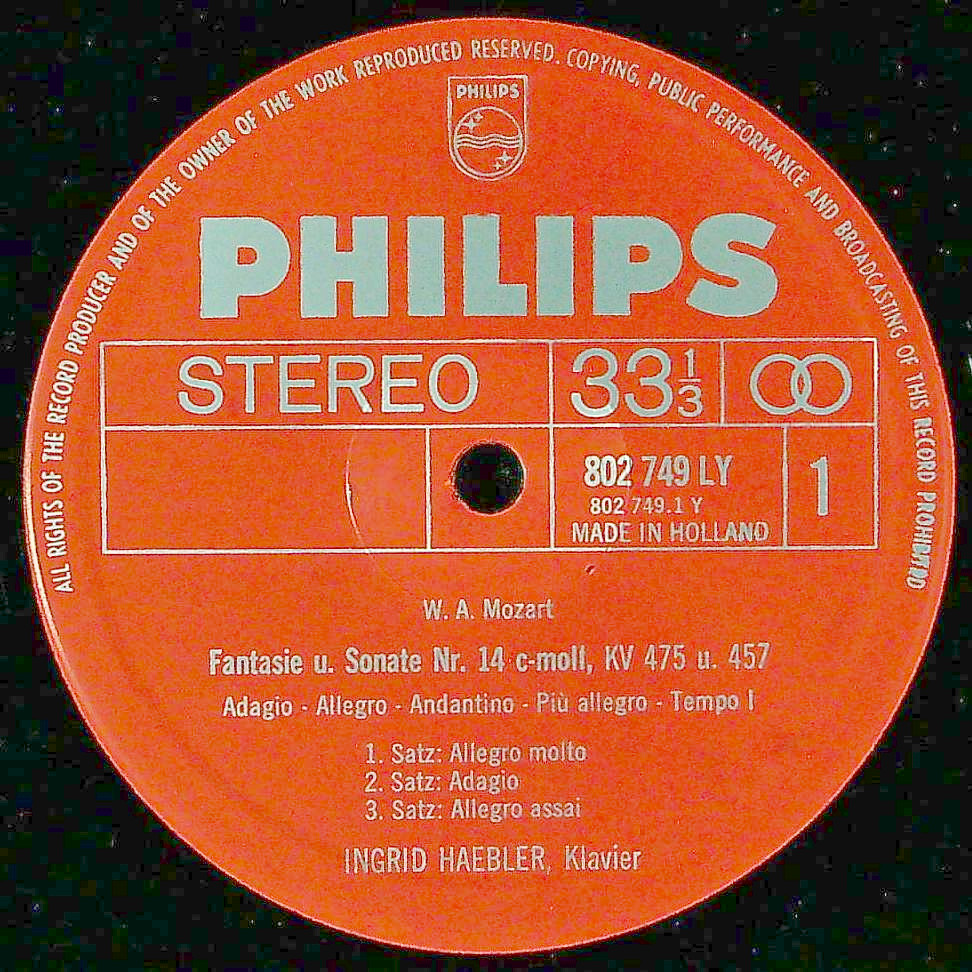 ALL RIGHTS OF THE RECORD PRODUCER AND OF THE OWNER OF THE WORK REPRODUCED RESERVED. COPYING, PUBLIC PERFORMANCE AND BROADCASTING OF THIS RECORD PROHIBITED
PHILIPS
PHILIPS
STEREO 33 1/3
802 749 LY 1
802 749.1 Y
MADE IN HOLLAND
W. A. Mozart
Fantasie u. Sonate Nr. 14 c-moll, KV 475 u. 457
Adagio - Allegro - Andantino - Più allegro - Tempo I
1. Satz: Allegro molto
2. Satz: Adagio
3. Satz: Allegro assai
INGRID HAEBLER, Klavier